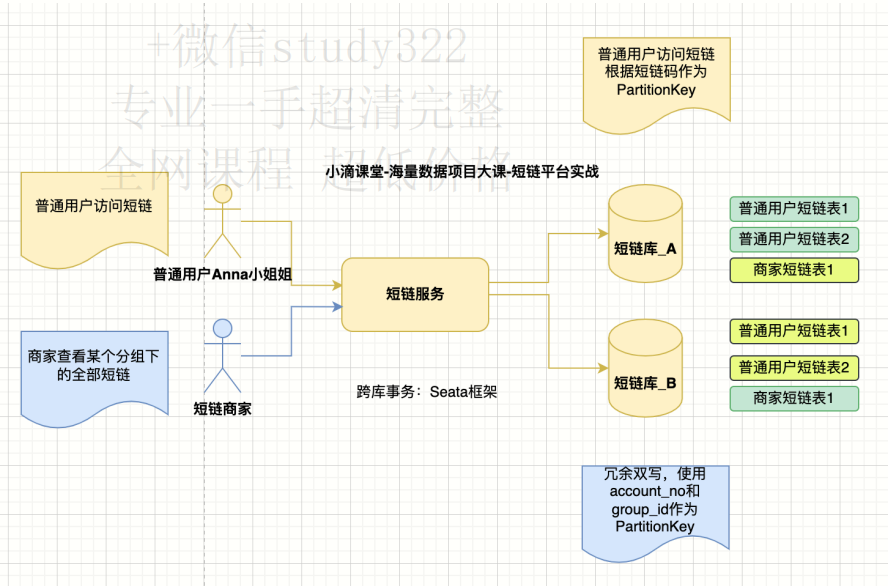 +微信study322
专业一手超清完整
全网课程 超低价格
普通用户访问短链
根据短链码作为
PartitionKey
小滴课堂-海量数据项目大课-短链平台实战
普通用户访问短链
普通用户Anna小姐姐
短链服务
短链库_A
普通用户短链表1
普通用户短链表2
商家短链表1
商家查看某个分组下
的全部短链
短链商家
跨库事务：Seata框架
短链库_B
普通用户短链表1
普通用户短链表2
商家短链表1
冗余双写，使用
account_no和
group_id作为
PartitionKey